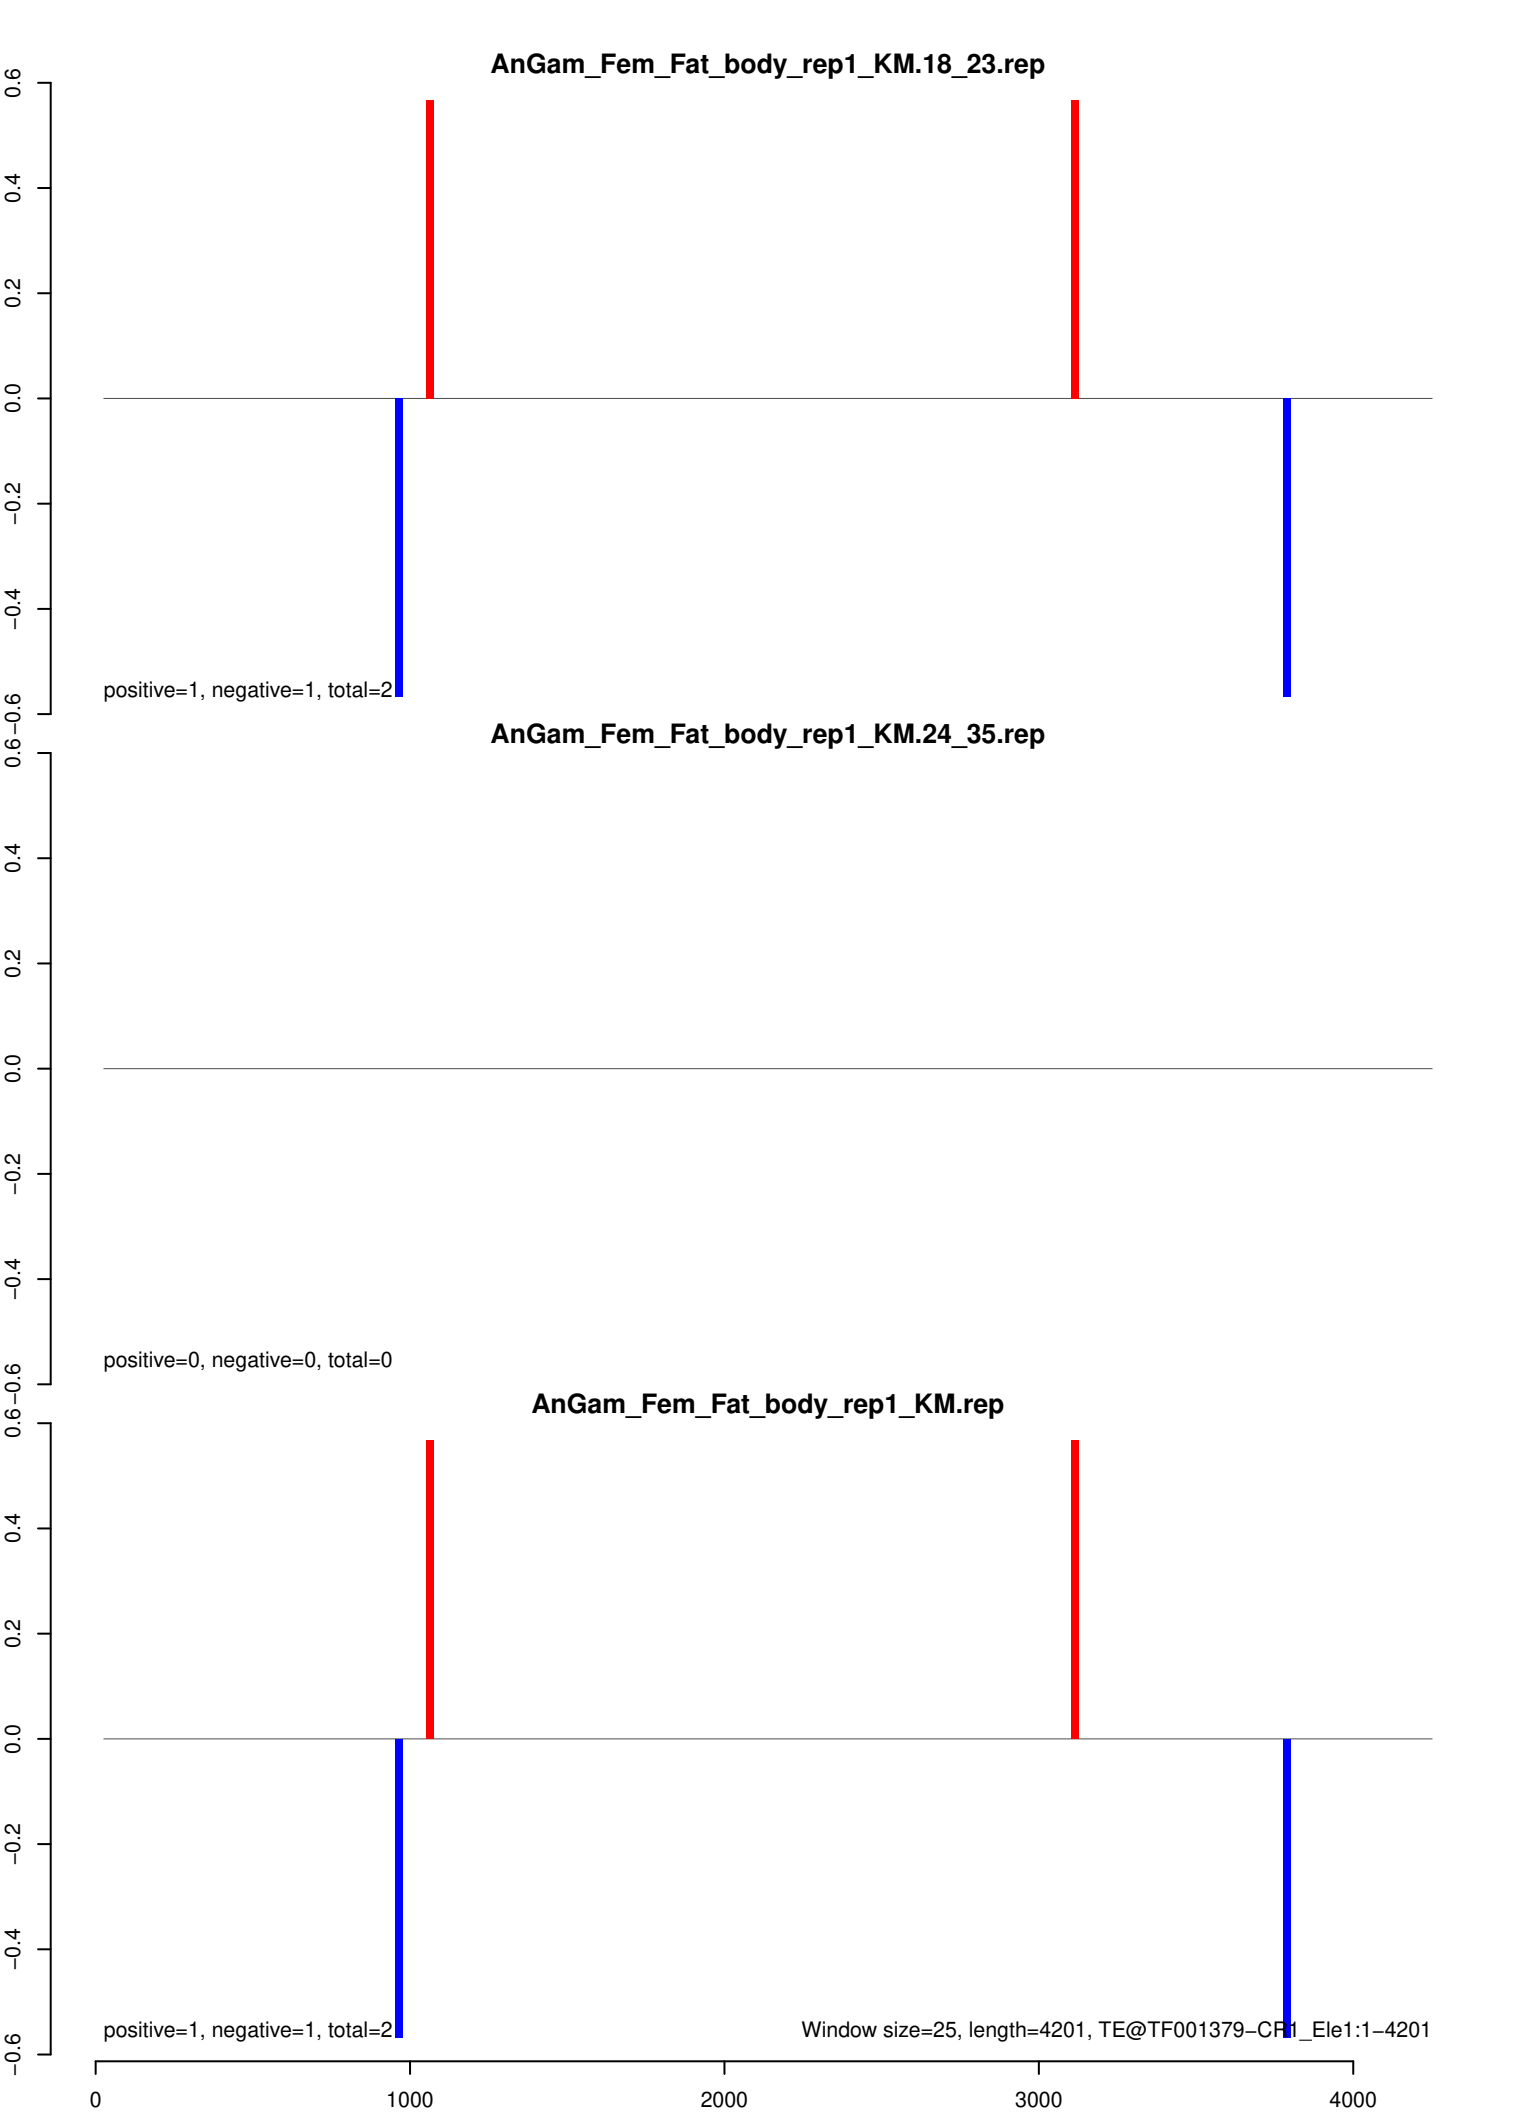 AnGam_Fem_Fat_body_rep1_KM.18_23.rep
0.6
0.4
0.2
0.0
−0.2
−0.4
−0.6
positive=1, negative=1, total=2
AnGam_Fem_Fat_body_rep1_KM.24_35.rep
0.6
0.4
0.2
0.0
−0.2
−0.4
−0.6
positive=0, negative=0, total=0
AnGam_Fem_Fat_body_rep1_KM.rep
0.6
0.4
0.2
0.0
−0.2
−0.4
−0.6
positive=1, negative=1, total=2
Window size=25, length=4201, TE@TF001379−CR1_Ele1:1−4201
0 1000 2000 3000 4000